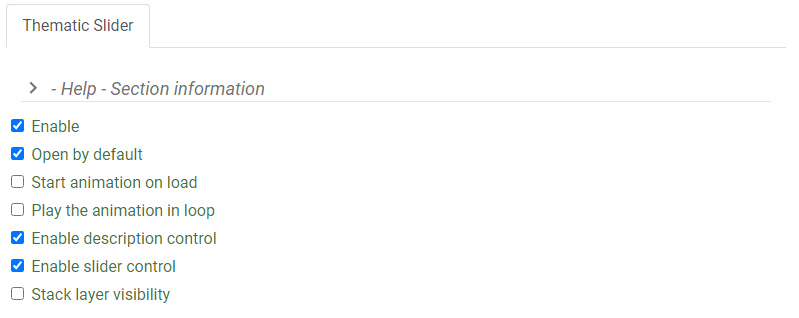 Thematic Slider
- Help - Section information
Enable
Open by default
Start animation on load
Play the animation in loop
Enable description control
Enable slider control
Stack layer visibility